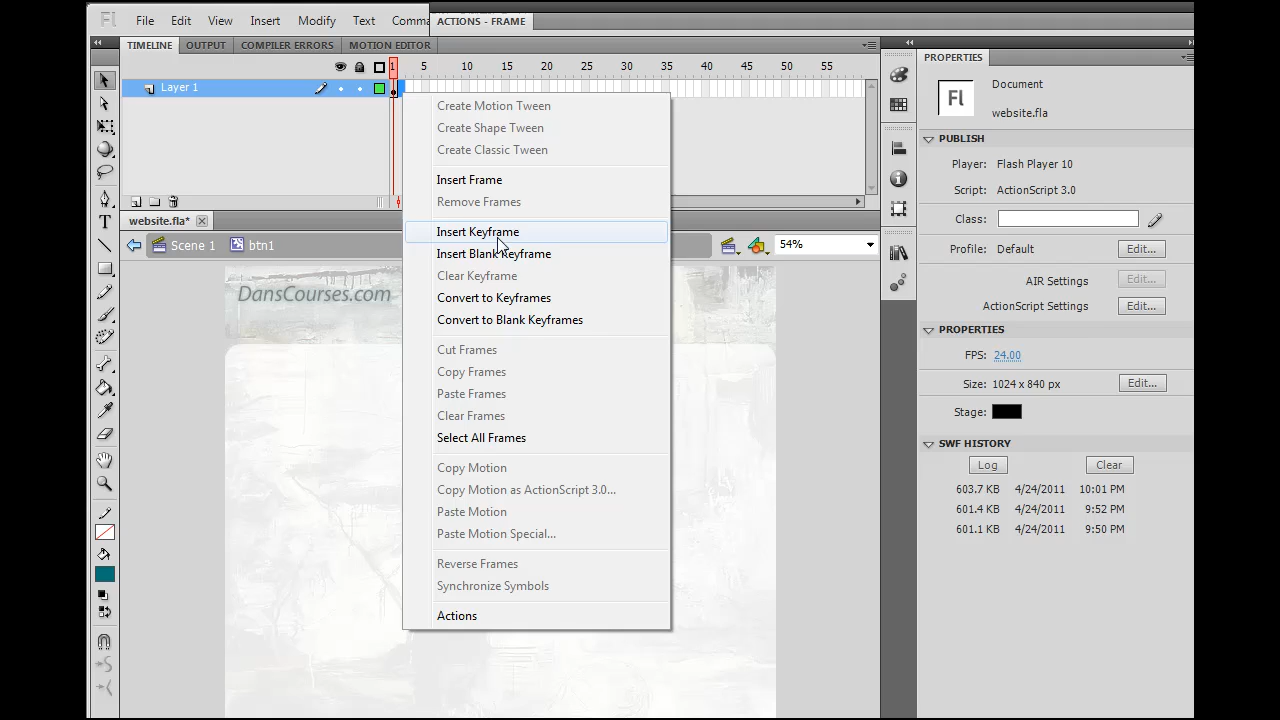 Fl File Edit View Insert Modify Text Comma
ACTIONS - FRAME
TIMELINE OUTPUT COMPILER ERRORS MOTION EDITOR
1 5 10 15 20 25 30 35 40 45 50 55
Layer 1
Create Motion Tween
Create Shape Tween
Create Classic Tween
Insert Frame
Remove Frames
Insert Keyframe
Insert Blank Keyframe
Clear Keyframe
Convert to Keyframes
Convert to Blank Keyframes
Cut Frames
Copy Frames
Paste Frames
Clear Frames
Select All Frames
Copy Motion
Copy Motion as ActionScript 3.0...
Paste Motion
Paste Motion Special...
Reverse Frames
Synchronize Symbols
Actions
website.fla*
Scene 1 btn1
54%
DansCourses.com
T
PROPERTIES
Fl
Document
website.fla
PUBLISH
Player: Flash Player 10
Script: ActionScript 3.0
Class:
Profile: Default Edit...
AIR Settings Edit...
ActionScript Settings Edit...
PROPERTIES
FPS: 24.00
Size: 1024 x 840 px Edit...
Stage:
SWF HISTORY
Log Clear
603.7 KB 4/24/2011 10:01 PM
601.4 KB 4/24/2011 9:52 PM
601.1 KB 4/24/2011 9:50 PM